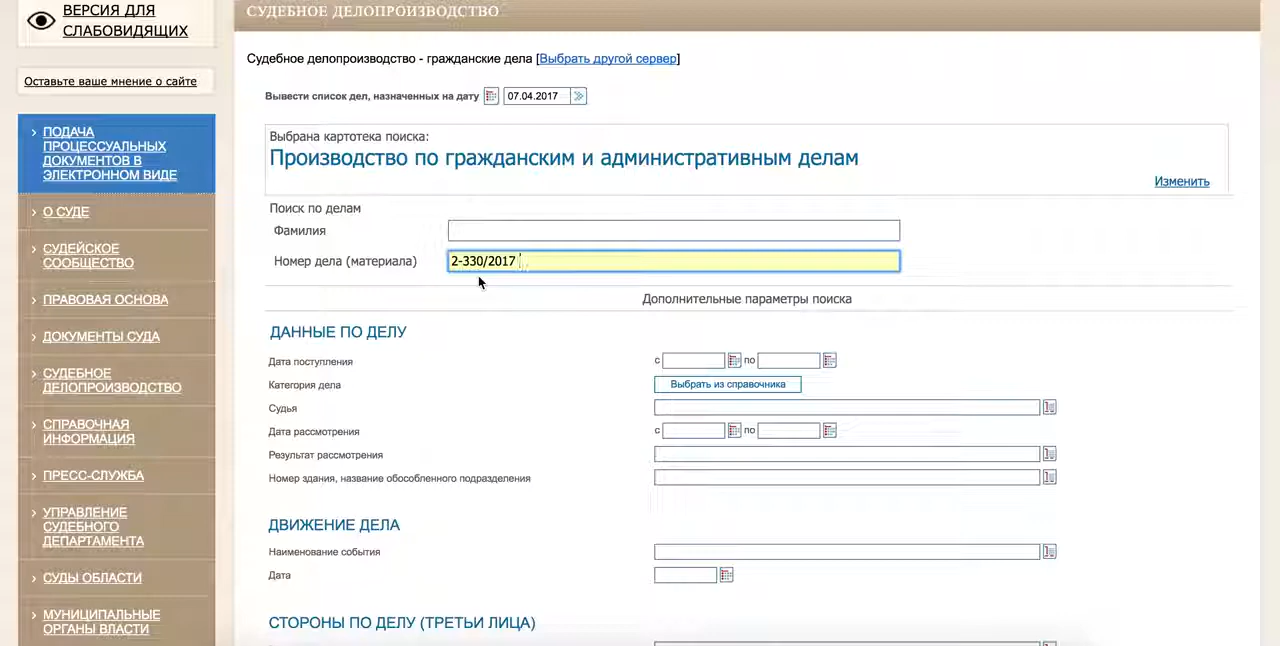 ВЕРСИЯ ДЛЯ
СЛАБОВИДЯЩИХ
Оставьте ваше мнение о сайте
ПОДАЧА
ПРОЦЕССУАЛЬНЫХ
ДОКУМЕНТОВ В
ЭЛЕКТРОННОМ ВИДЕ
О СУДЕ
СУДЕЙСКОЕ
СООБЩЕСТВО
ПРАВОВАЯ ОСНОВА
ДОКУМЕНТЫ СУДА
СУДЕБНОЕ
ДЕЛОПРОИЗВОДСТВО
СПРАВОЧНАЯ
ИНФОРМАЦИЯ
ПРЕСС-СЛУЖБА
УПРАВЛЕНИЕ
СУДЕБНОГО
ДЕПАРТАМЕНТА
СУДЫ ОБЛАСТИ
МУНИЦИПАЛЬНЫЕ
ОРГАНЫ ВЛАСТИ
СУДЕБНОЕ ДЕЛОПРОИЗВОДСТВО
Судебное делопроизводство - гражданские дела [Выбрать другой сервер]
Вывести список дел, назначенных на дату 07.04.2017
Выбрана картотека поиска:
Производство по гражданским и административным делам
Изменить
Поиск по делам
Фамилия
Номер дела (материала) 2-330/2017
Дополнительные параметры поиска
ДАННЫЕ ПО ДЕЛУ
Дата поступления с по
Категория дела Выбрать из справочника
Судья
Дата рассмотрения с по
Результат рассмотрения
Номер здания, название обособленного подразделения
ДВИЖЕНИЕ ДЕЛА
Наименование события
Дата
СТОРОНЫ ПО ДЕЛУ (ТРЕТЬИ ЛИЦА)